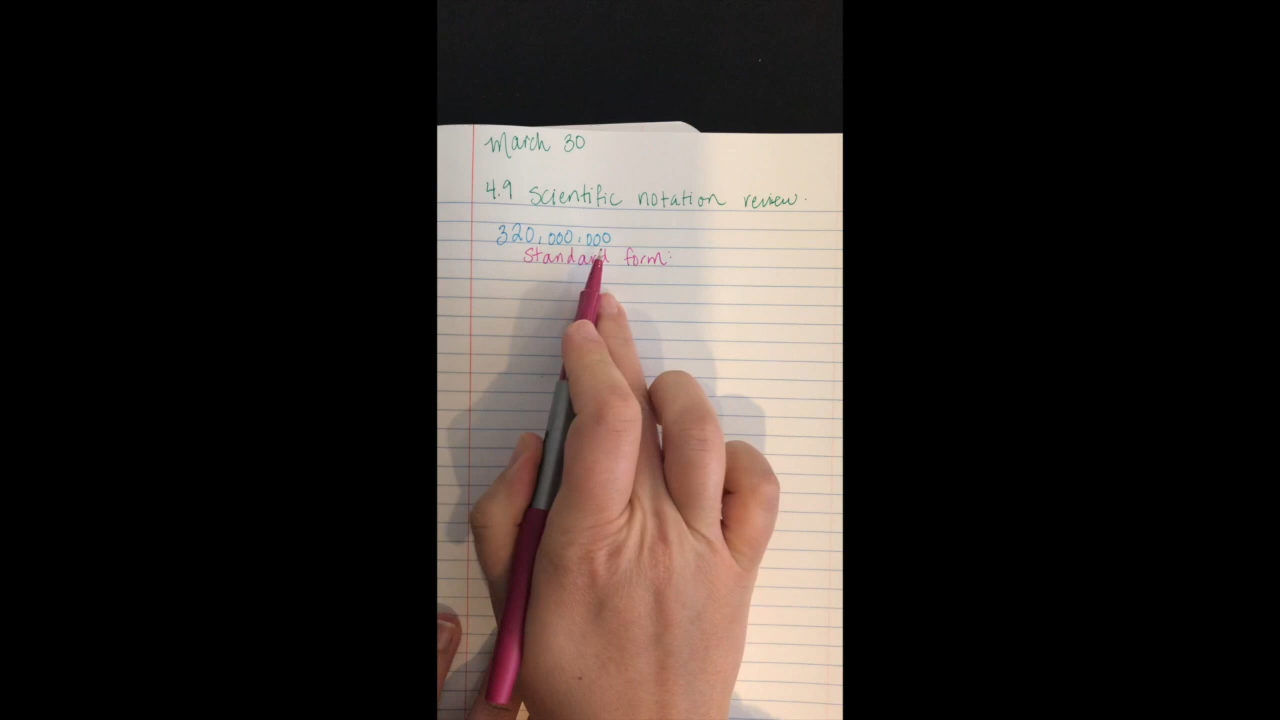 March 30
4.9 Scientific notation review.
320,000,000
Standard form: